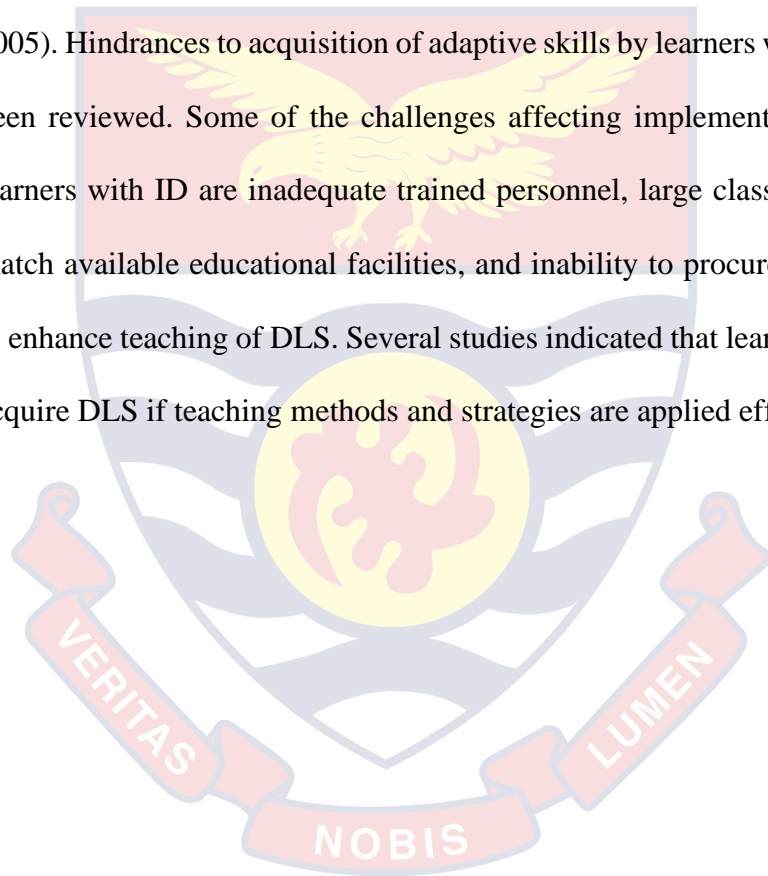 005). Hindrances to acquisition of adaptive skills by learners
een reviewed. Some of the challenges affecting implement
arners with ID are inadequate trained personnel, large class
atch available educational facilities, and inability to procure
enhance teaching of DLS. Several studies indicated that lear
cquire DLS if teaching methods and strategies are applied eff
VERITAS
NOBIS
LUMEN